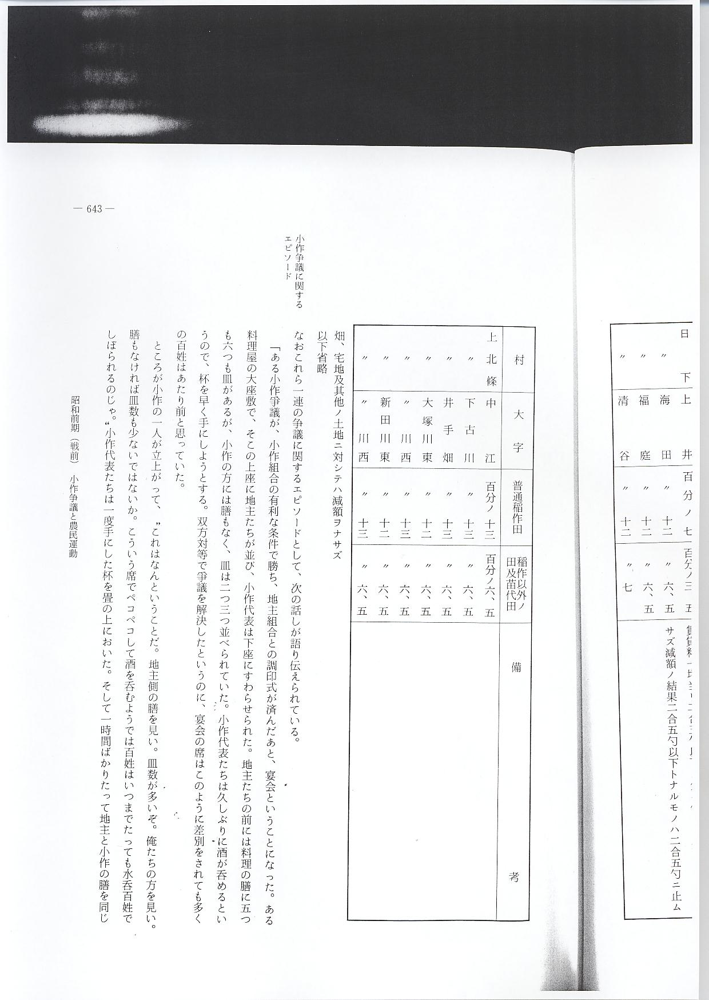 日下 上井 百分ノ 七
〃 海田 〃 十二 〃 六、五
サズ減額ノ結果二合五勺以下トナルモノハ二合五勺ニ止ム
〃 福庭 〃 十二 〃 六、五
〃 清谷 〃 十二 〃 七
村 大字 普通稲作田 稲作以外ノ田及苗代田 備考
上北條 中江 百分ノ十三 百分ノ六、五
〃 下古川 〃 十三 〃 六、五
〃 井手畑 〃 十三 〃 六、五
〃 大塚川東 〃 十二 〃 六、五
〃 〃川西 〃 十三 〃 六、五
〃 新田川東 〃 十二 〃 六、五
〃 〃川西 〃 十三 〃 六、五
畑、宅地及其他ノ土地ニ対シテハ減額ヲナサズ
以下省略
小作争議に関する
エピソード
なおこれら一連の争議に関するエピソードとして、次の話しが語り伝えられている。
「ある小作爭議が、小作組合の有利な条件で勝ち、地主組合との調印式が済んだあと、宴会ということになった。ある
料理屋の大座敷で、そこの上座に地主たちが並び、小作代表は下座にすわらせられた。地主たちの前には料理の膳に五つ
も六つも皿があるが、小作の方には膳もなく、皿は二つ三つ並べられていた。小作代表たちは久しぶりに酒が呑めるとい
うので、杯を早く手にしようとする。双方対等で爭議を解決したというのに、宴会の席はこのように差別をされても多く
の百姓はあたり前と思っていた。
ところが小作の一人が立上がって、〃これはなんということだ。地主側の膳を見い。皿数が多いぞ。俺たちの方を見い。
膳もなければ皿数も少ないではないか。こういう席でペコペコして酒を呑むようでは百姓はいつまでたっても水呑百姓で
しぼられるのじゃ。〃小作代表たちは一度手にした杯を畳の上においた。そして一時間ばかりたって地主と小作の膳を同じ
昭和前期（戦前） 小作争議と農民運動
— 643 —